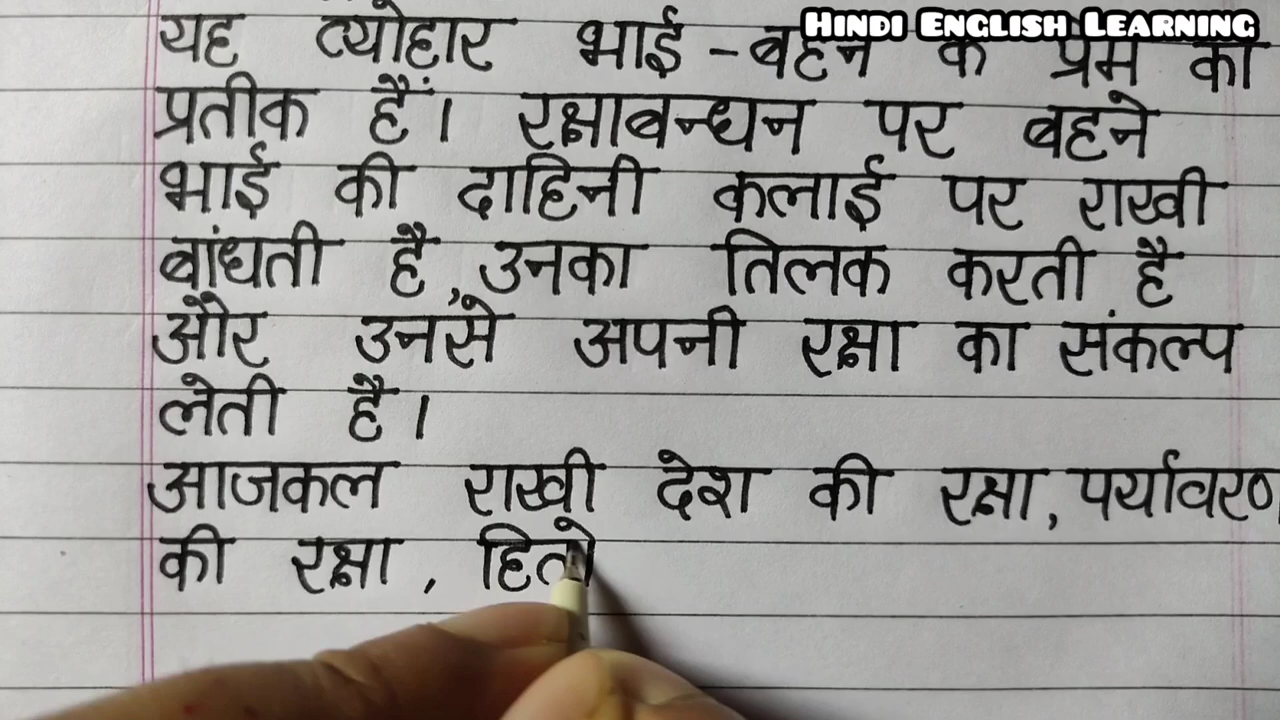 Hindi English Learning
यह त्योहार भाई-बहन के प्रेम का
प्रतीक हैं। रक्षाबन्धन पर बहने
भाई की दाहिनी कलाई पर राखी
बांधती है, उनका तिलक करती है
और उनसे अपनी रक्षा का संकल्प
लेती है।
आजकल राखी देश की रक्षा, पर्यावरण
की रक्षा, हितो